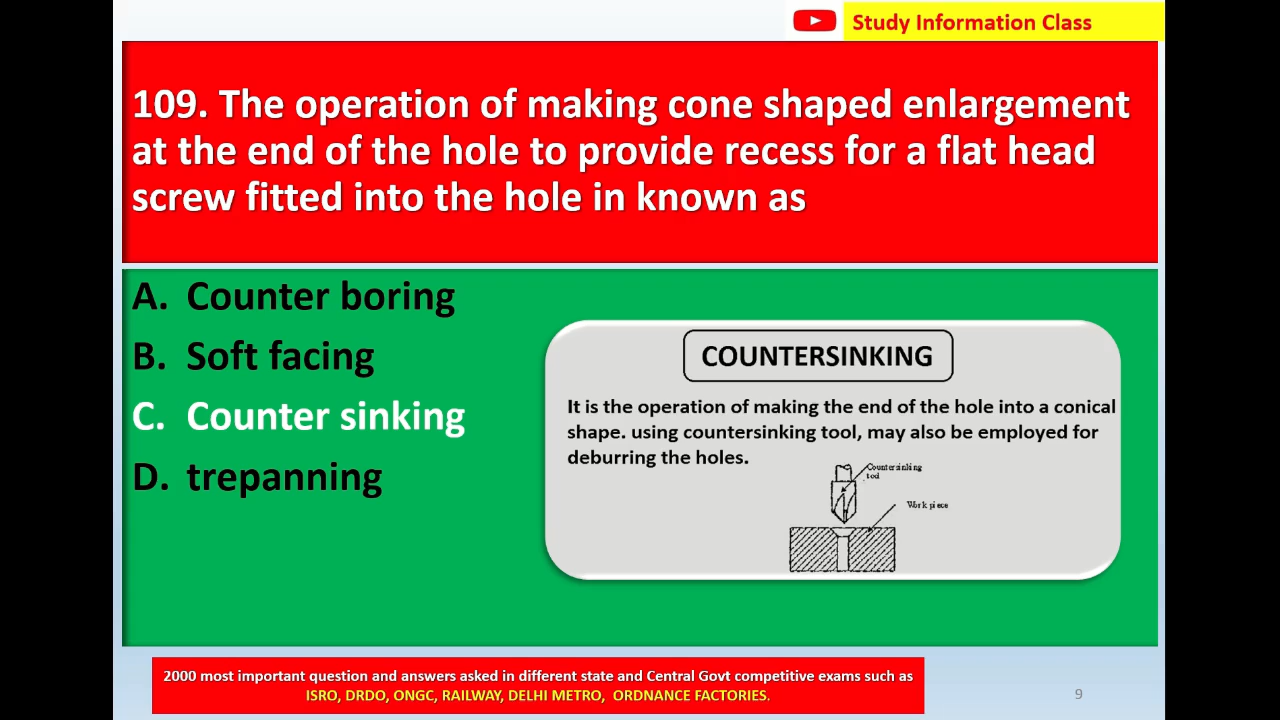 Study Information Class
109. The operation of making cone shaped enlargement
at the end of the hole to provide recess for a flat head
screw fitted into the hole in known as
A. Counter boring
B. Soft facing
C. Counter sinking
D. trepanning
COUNTERSINKING
It is the operation of making the end of the hole into a conical
shape. using countersinking tool, may also be employed for
deburring the holes.
Countersinking
tool
Work piece
2000 most important question and answers asked in different state and Central Govt competitive exams such as
ISRO, DRDO, ONGC, RAILWAY, DELHI METRO, ORDNANCE FACTORIES.
9